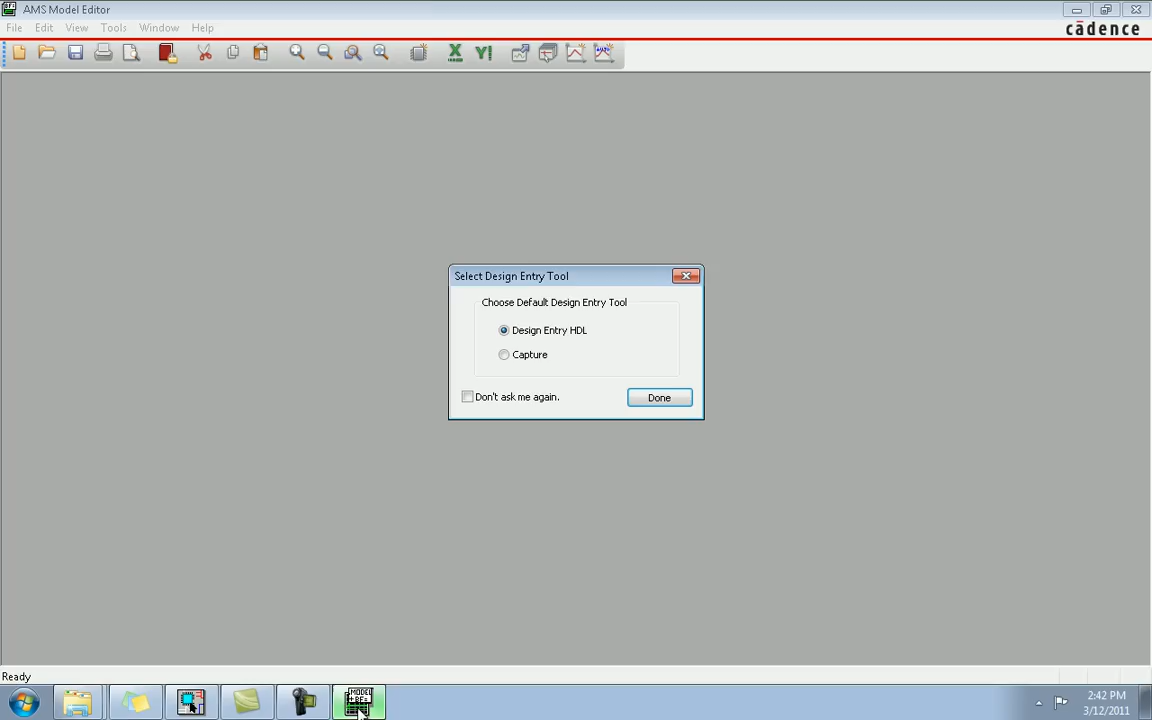 AMS Model Editor
File Edit View Tools Window Help
cādence
Select Design Entry Tool
Choose Default Design Entry Tool
Design Entry HDL
Capture
Don't ask me again.
Done
Ready
MODEL
2:42 PM
3/12/2011